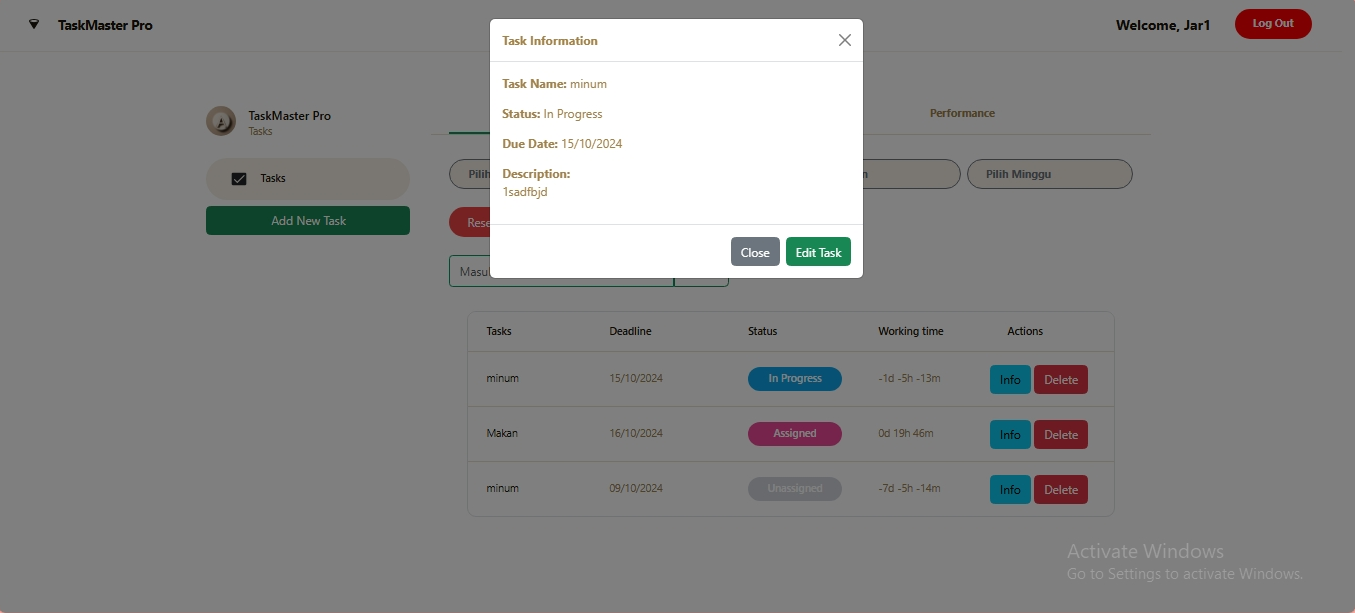 TaskMaster Pro
Welcome, Jar1
Log Out
Task Information
Task Name: minum
Status: In Progress
Due Date: 15/10/2024
Description:
1sadfbjd
Close
Edit Task
TaskMaster Pro
Tasks
Tasks
Add New Task
Performance
Pilih Minggu
Tasks Deadline Status Working time Actions
minum 15/10/2024 In Progress -1d -5h -13m Info Delete
Makan 16/10/2024 Assigned 0d 19h 46m Info Delete
minum 09/10/2024 Unassigned -7d -5h -14m Info Delete
Activate Windows
Go to Settings to activate Windows.